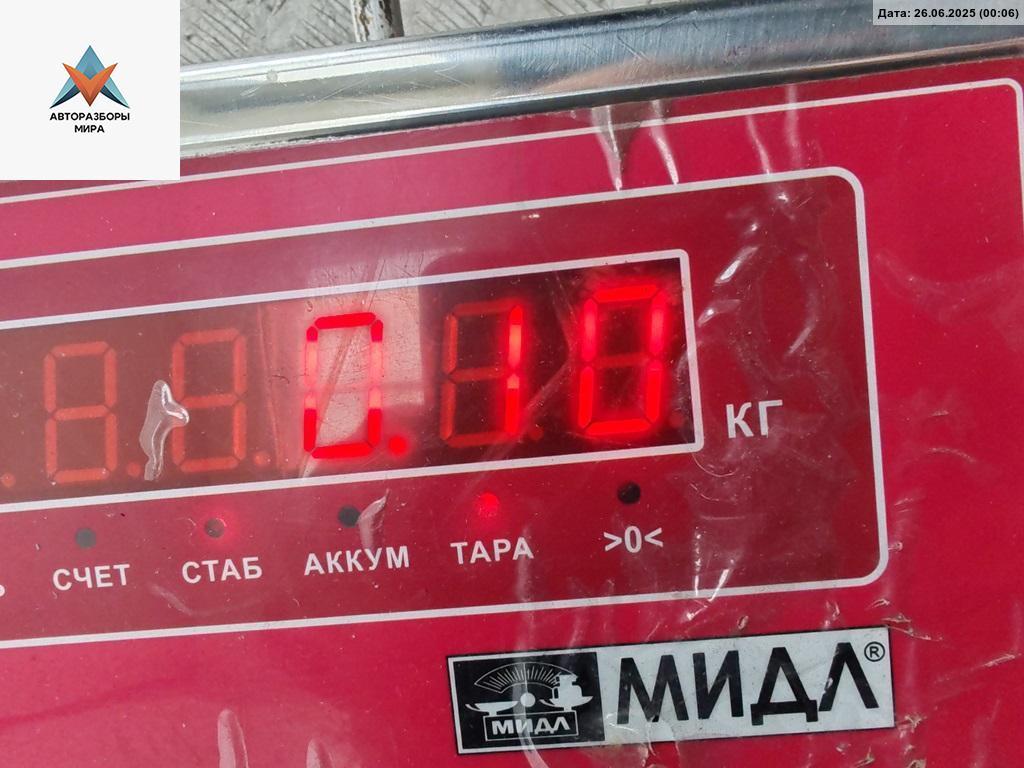 Дата: 26.06.2025 (00:06)
АВТОРАЗБОРЫ
МИРА
0.10
КГ
СЧЕТ СТАБ АККУМ ТАРА >0<
МИДЛ
МИДЛ®